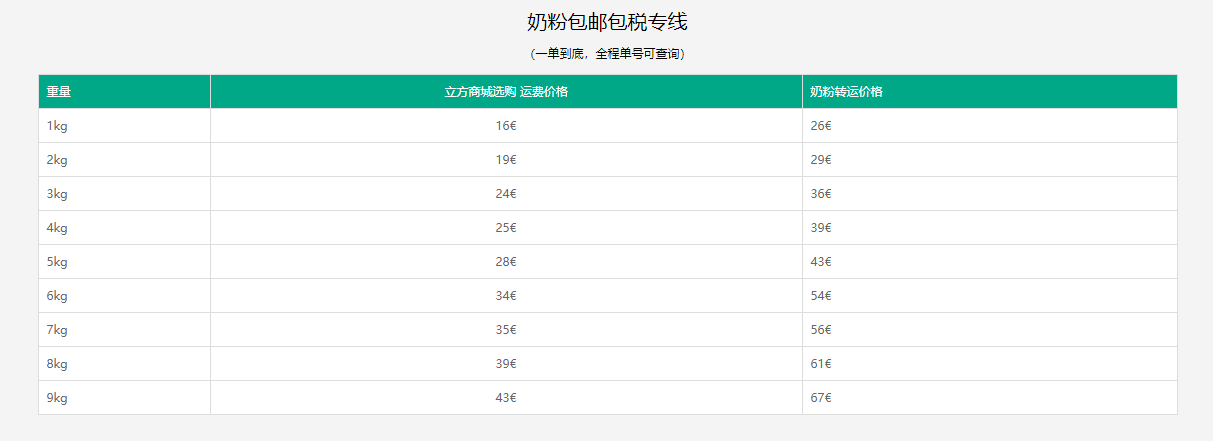 奶粉包邮包税专线
（一单到底，全程单号可查询）
重量 立方商城选购 运费价格 奶粉转运价格
1kg 16€ 26€
2kg 19€ 29€
3kg 24€ 36€
4kg 25€ 39€
5kg 28€ 43€
6kg 34€ 54€
7kg 35€ 56€
8kg 39€ 61€
9kg 43€ 67€